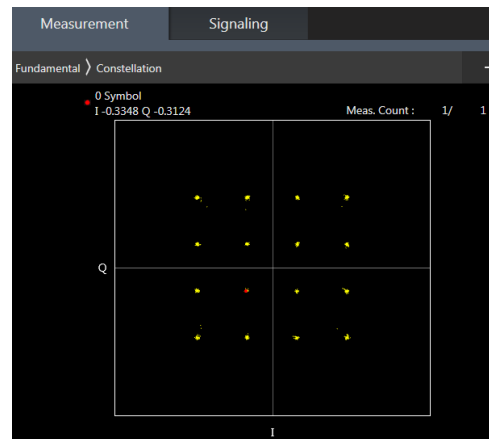 Measurement Signaling
Fundamental 〉 Constellation
0 Symbol
I -0.3348 Q -0.3124 Meas. Count : 1/ 1
Q
I